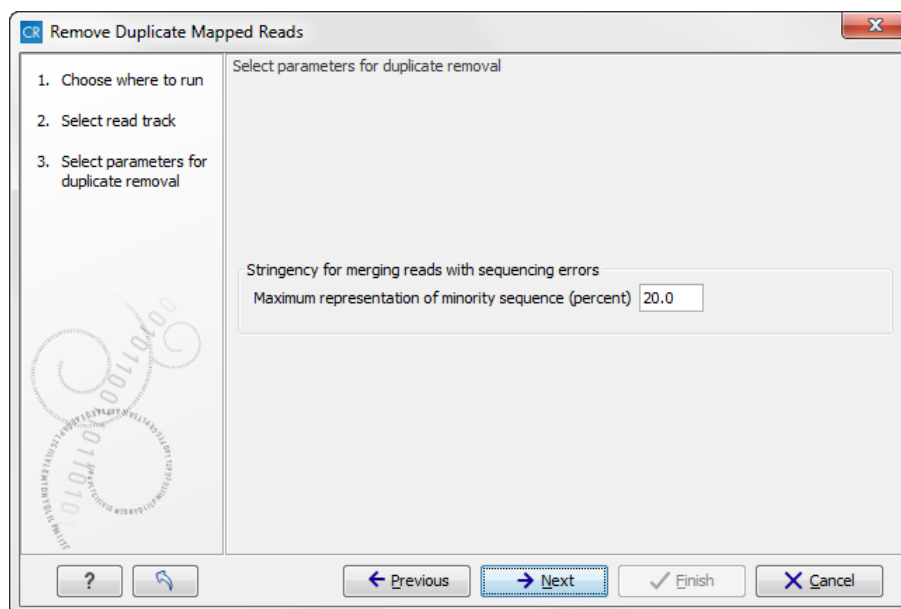 CR Remove Duplicate Mapped Reads
1. Choose where to run
2. Select read track
3. Select parameters for
duplicate removal
Select parameters for duplicate removal
Stringency for merging reads with sequencing errors
Maximum representation of minority sequence (percent) 20.0
? Previous Next Finish Cancel